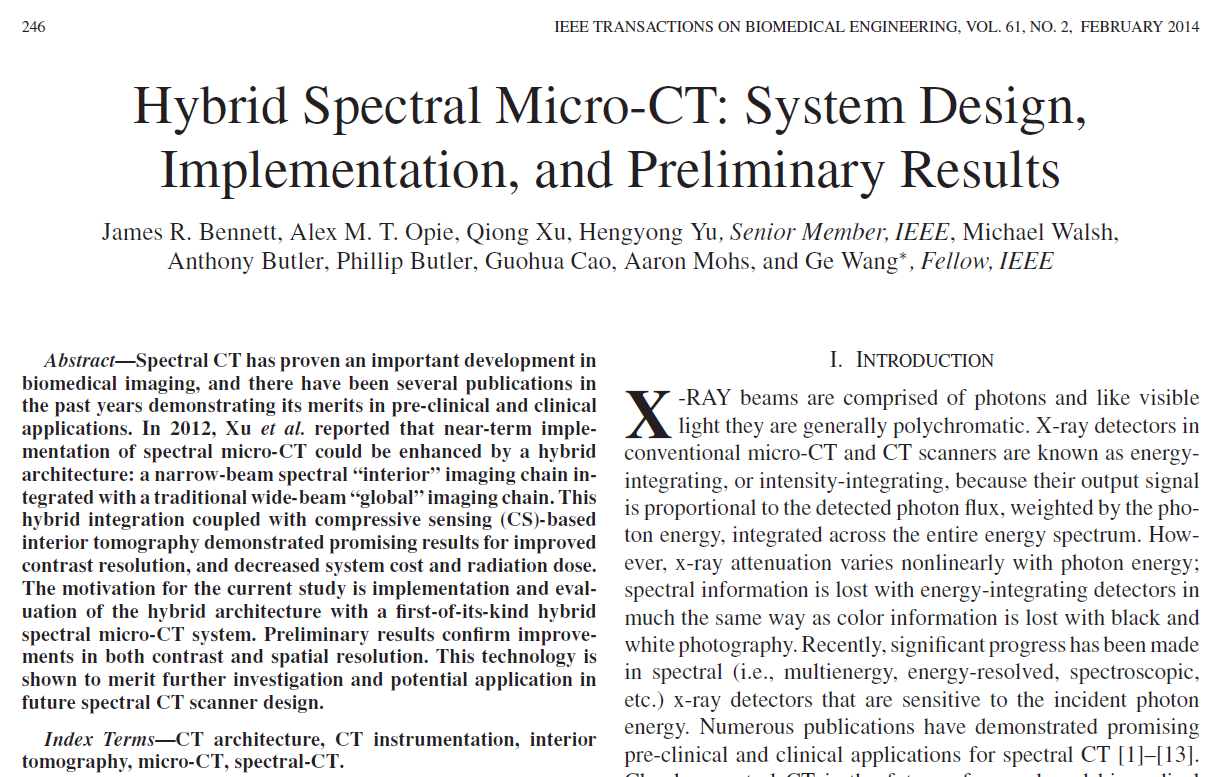 246
IEEE TRANSACTIONS ON BIOMEDICAL ENGINEERING, VOL. 61, NO. 2, FEBRUARY 2014
Hybrid Spectral Micro-CT: System Design,
Implementation, and Preliminary Results
James R. Bennett, Alex M. T. Opie, Qiong Xu, Hengyong Yu, Senior Member, IEEE, Michael Walsh,
Anthony Butler, Phillip Butler, Guohua Cao, Aaron Mohs, and Ge Wang*, Fellow, IEEE
Abstract—Spectral CT has proven an important development in
biomedical imaging, and there have been several publications in
the past years demonstrating its merits in pre-clinical and clinical
applications. In 2012, Xu et al. reported that near-term imple-
mentation of spectral micro-CT could be enhanced by a hybrid
architecture: a narrow-beam spectral “interior” imaging chain in-
tegrated with a traditional wide-beam “global” imaging chain. This
hybrid integration coupled with compressive sensing (CS)-based
interior tomography demonstrated promising results for improved
contrast resolution, and decreased system cost and radiation dose.
The motivation for the current study is implementation and eval-
uation of the hybrid architecture with a first-of-its-kind hybrid
spectral micro-CT system. Preliminary results confirm improve-
ments in both contrast and spatial resolution. This technology is
shown to merit further investigation and potential application in
future spectral CT scanner design.
Index Terms—CT architecture, CT instrumentation, interior
tomography, micro-CT, spectral-CT.
I. INTRODUCTION
X-RAY beams are comprised of photons and like visible
light they are generally polychromatic. X-ray detectors in
conventional micro-CT and CT scanners are known as energy-
integrating, or intensity-integrating, because their output signal
is proportional to the detected photon flux, weighted by the pho-
ton energy, integrated across the entire energy spectrum. How-
ever, x-ray attenuation varies nonlinearly with photon energy;
spectral information is lost with energy-integrating detectors in
much the same way as color information is lost with black and
white photography. Recently, significant progress has been made
in spectral (i.e., multienergy, energy-resolved, spectroscopic,
etc.) x-ray detectors that are sensitive to the incident photon
energy. Numerous publications have demonstrated promising
pre-clinical and clinical applications for spectral CT [1]–[13].